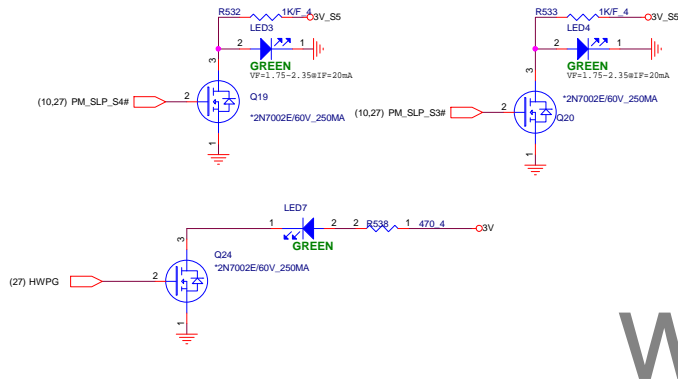 R532 1K/F_4 3V_S5
LED3
2 1
GREEN
VF=1.75~2.35@IF=20mA
3
(10,27) PM_SLP_S4# 2 Q19
*2N7002E/60V_250MA
1
R533 1K/F_4 3V_S5
LED4
2 1
GREEN
VF=1.75~2.35@IF=20mA
3
*2N7002E/60V_250MA
(10,27) PM_SLP_S3# 2 Q20
1
LED7
1 2 2 R538 1 470_4 3V
GREEN
3
Q24
*2N7002E/60V_250MA
(27) HWPG 2
1
W